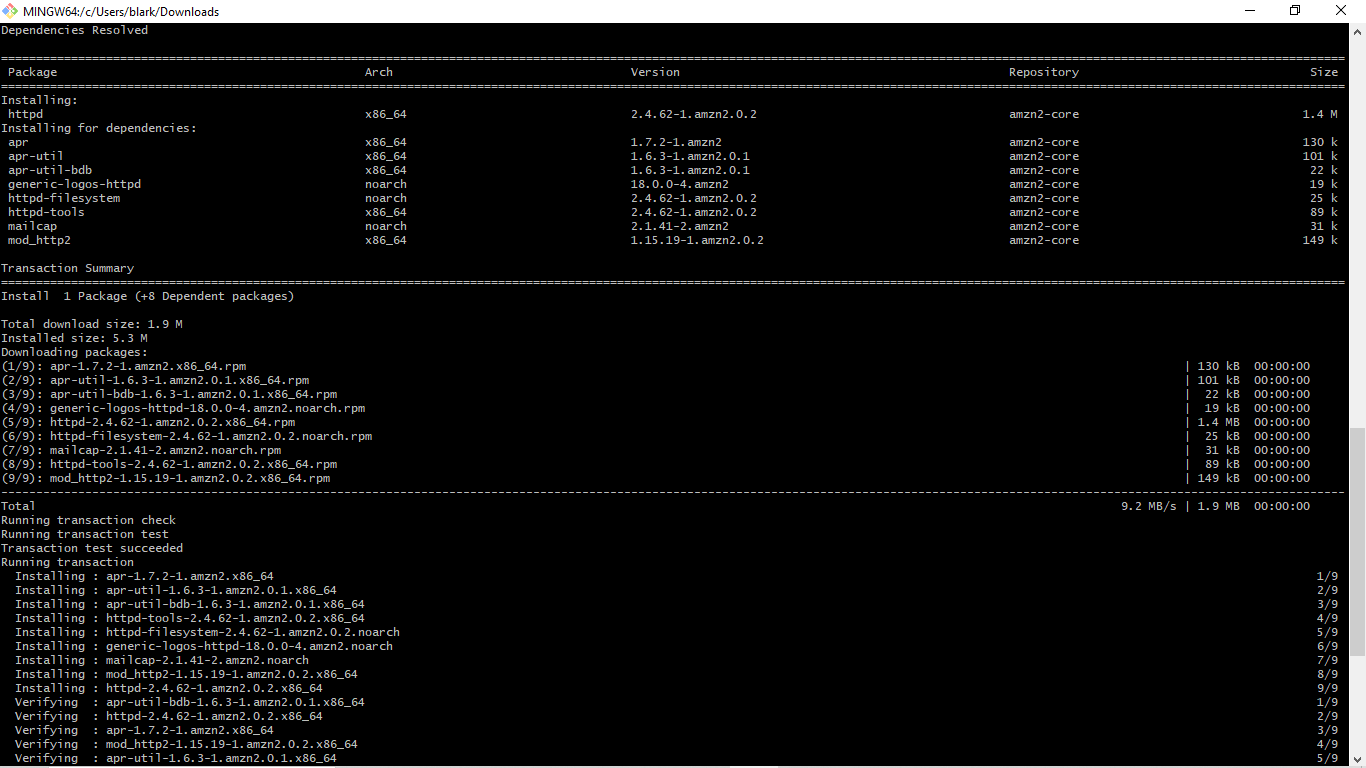 MINGW64:/c/Users/blark/Downloads
Dependencies Resolved
Package Arch Version Repository Size
Installing:
httpd x86_64 2.4.62-1.amzn2.0.2 amzn2-core 1.4 M
Installing for dependencies:
apr x86_64 1.7.2-1.amzn2 amzn2-core 130 k
apr-util x86_64 1.6.3-1.amzn2.0.1 amzn2-core 101 k
apr-util-bdb x86_64 1.6.3-1.amzn2.0.1 amzn2-core 22 k
generic-logos-httpd noarch 18.0.0-4.amzn2 amzn2-core 19 k
httpd-filesystem noarch 2.4.62-1.amzn2.0.2 amzn2-core 25 k
httpd-tools x86_64 2.4.62-1.amzn2.0.2 amzn2-core 89 k
mailcap noarch 2.1.41-2.amzn2 amzn2-core 31 k
mod_http2 x86_64 1.15.19-1.amzn2.0.2 amzn2-core 149 k
Transaction Summary
Install 1 Package (+8 Dependent packages)
Total download size: 1.9 M
Installed size: 5.3 M
Downloading packages:
(1/9): apr-1.7.2-1.amzn2.x86_64.rpm | 130 kB 00:00:00
(2/9): apr-util-1.6.3-1.amzn2.0.1.x86_64.rpm | 101 kB 00:00:00
(3/9): apr-util-bdb-1.6.3-1.amzn2.0.1.x86_64.rpm | 22 kB 00:00:00
(4/9): generic-logos-httpd-18.0.0-4.amzn2.noarch.rpm | 19 kB 00:00:00
(5/9): httpd-2.4.62-1.amzn2.0.2.x86_64.rpm | 1.4 MB 00:00:00
(6/9): httpd-filesystem-2.4.62-1.amzn2.0.2.noarch.rpm | 25 kB 00:00:00
(7/9): mailcap-2.1.41-2.amzn2.noarch.rpm | 31 kB 00:00:00
(8/9): httpd-tools-2.4.62-1.amzn2.0.2.x86_64.rpm | 89 kB 00:00:00
(9/9): mod_http2-1.15.19-1.amzn2.0.2.x86_64.rpm | 149 kB 00:00:00
Total 9.2 MB/s | 1.9 MB 00:00:00
Running transaction check
Running transaction test
Transaction test succeeded
Running transaction
Installing : apr-1.7.2-1.amzn2.x86_64 1/9
Installing : apr-util-1.6.3-1.amzn2.0.1.x86_64 2/9
Installing : apr-util-bdb-1.6.3-1.amzn2.0.1.x86_64 3/9
Installing : httpd-tools-2.4.62-1.amzn2.0.2.x86_64 4/9
Installing : httpd-filesystem-2.4.62-1.amzn2.0.2.noarch 5/9
Installing : generic-logos-httpd-18.0.0-4.amzn2.noarch 6/9
Installing : mailcap-2.1.41-2.amzn2.noarch 7/9
Installing : mod_http2-1.15.19-1.amzn2.0.2.x86_64 8/9
Installing : httpd-2.4.62-1.amzn2.0.2.x86_64 9/9
Verifying : apr-util-bdb-1.6.3-1.amzn2.0.1.x86_64 1/9
Verifying : httpd-2.4.62-1.amzn2.0.2.x86_64 2/9
Verifying : apr-1.7.2-1.amzn2.x86_64 3/9
Verifying : mod_http2-1.15.19-1.amzn2.0.2.x86_64 4/9
Verifying : apr-util-1.6.3-1.amzn2.0.1.x86_64 5/9